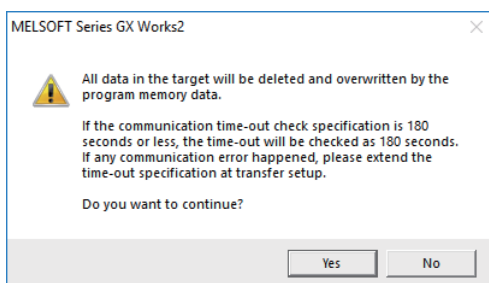 MELSOFT Series GX Works2
All data in the target will be deleted and overwritten by the
program memory data.
If the communication time-out check specification is 180
seconds or less, the time-out will be checked as 180 seconds.
If any communication error happened, please extend the
time-out specification at transfer setup.
Do you want to continue?
Yes No